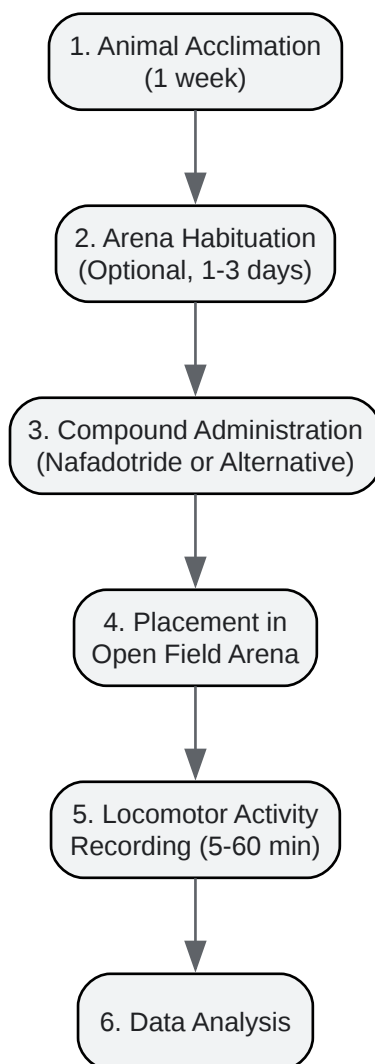 1. Animal Acclimation
(1 week)
2. Arena Habituation
(Optional, 1-3 days)
3. Compound Administration
(Nafadotride or Alternative)
4. Placement in
Open Field Arena
5. Locomotor Activity
Recording (5-60 min)
6. Data Analysis